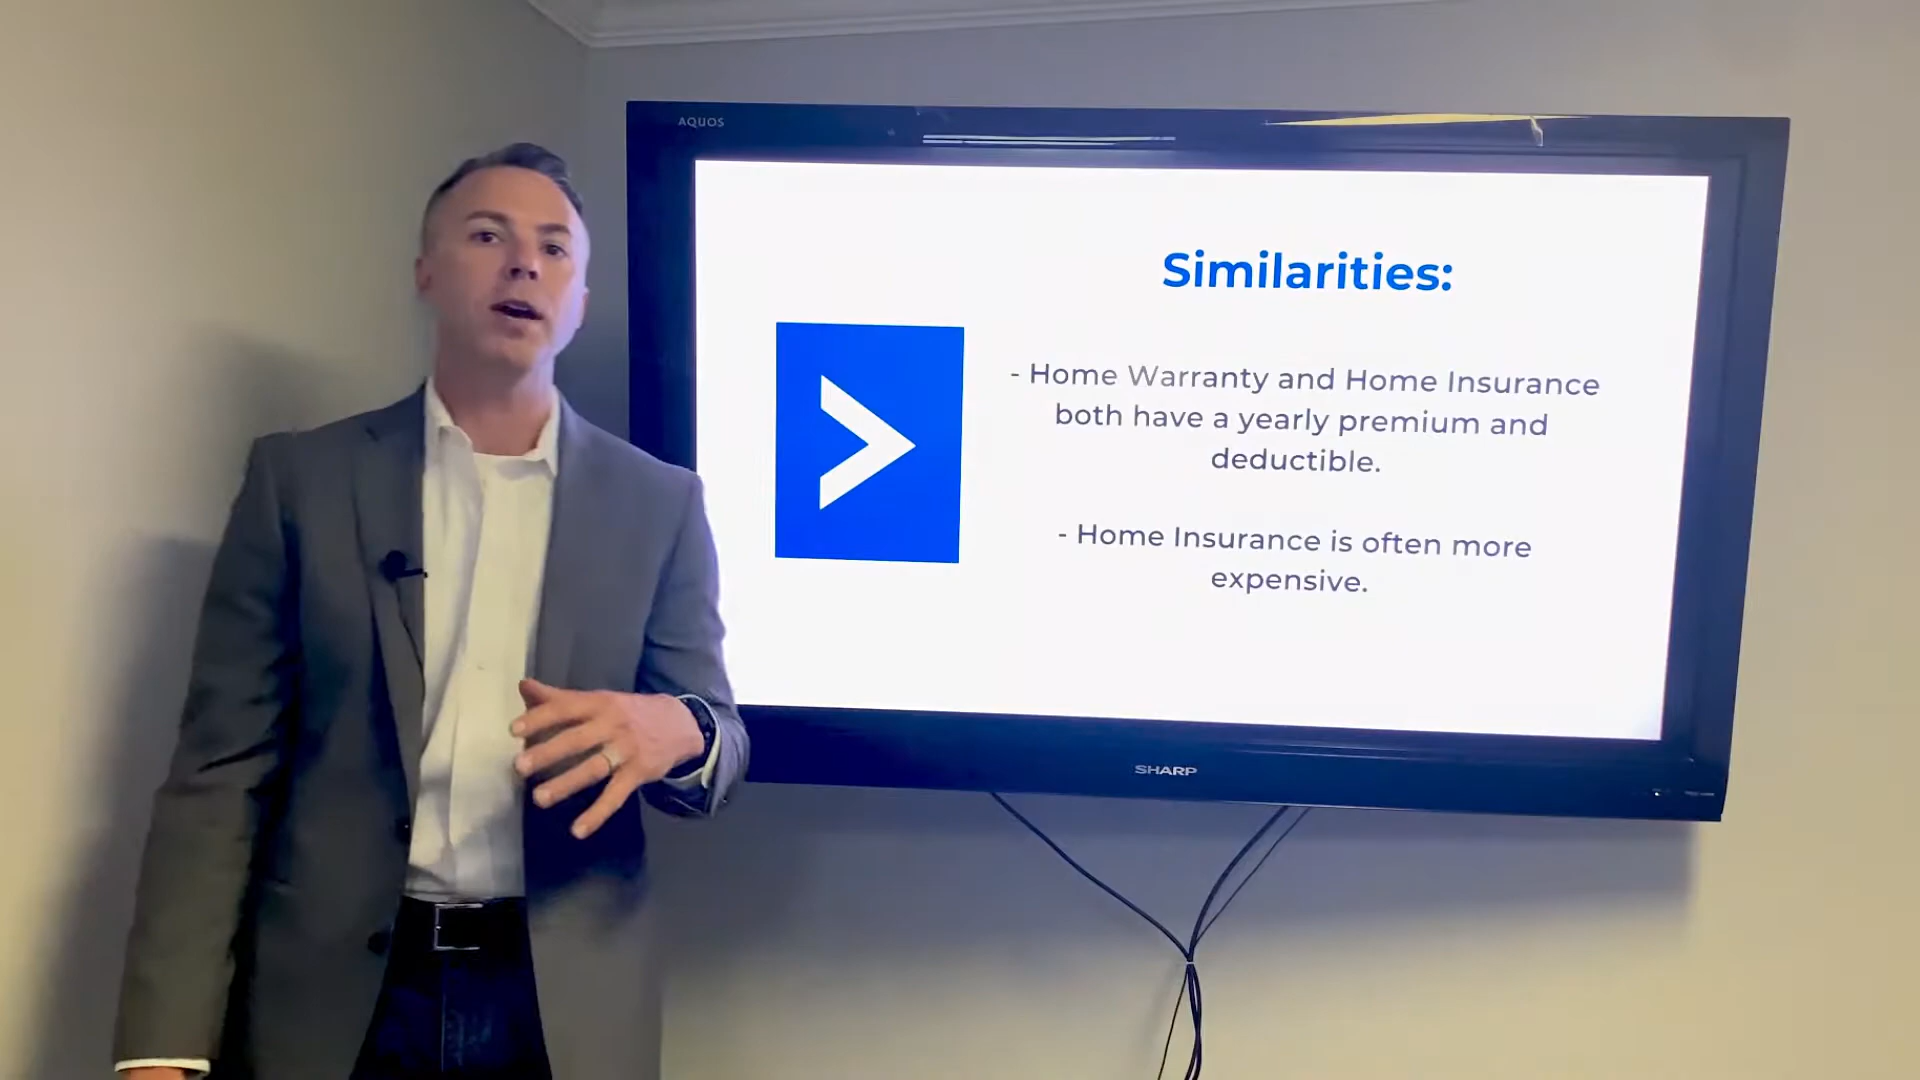 AQUOS
Similarities:
- Home Warranty and Home Insurance
both have a yearly premium and
deductible.
- Home Insurance is often more
expensive.
SHARP